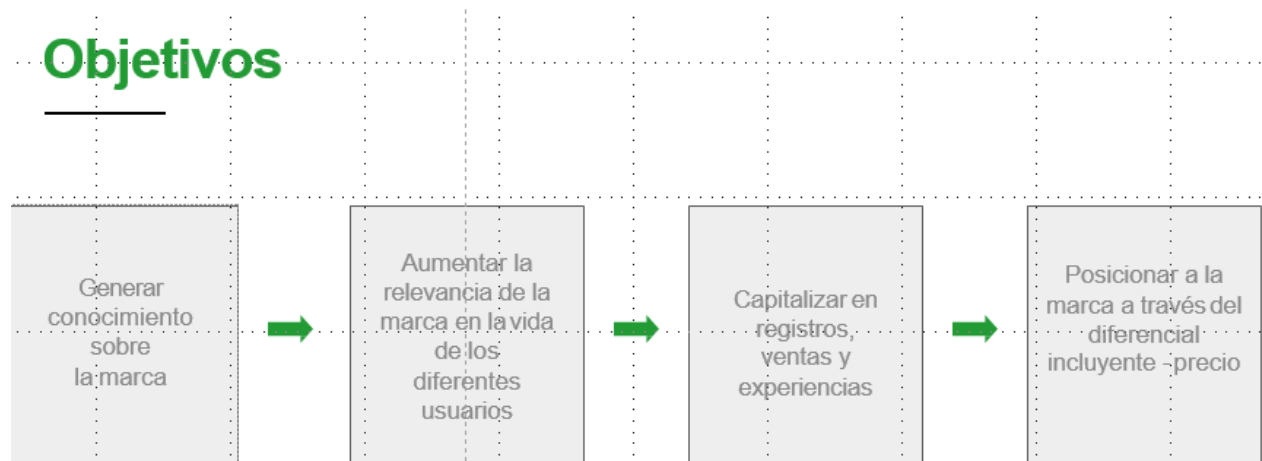 Objetivos
Generar
conocimiento
sobre
la marca
Aumentar la
relevancia de la
marca en la vida
de los
diferentes
usuarios
Capitalizar en
registros,
ventas y
experiencias
Posicionar a la
marca a través del
diferencial
incluyente -precio